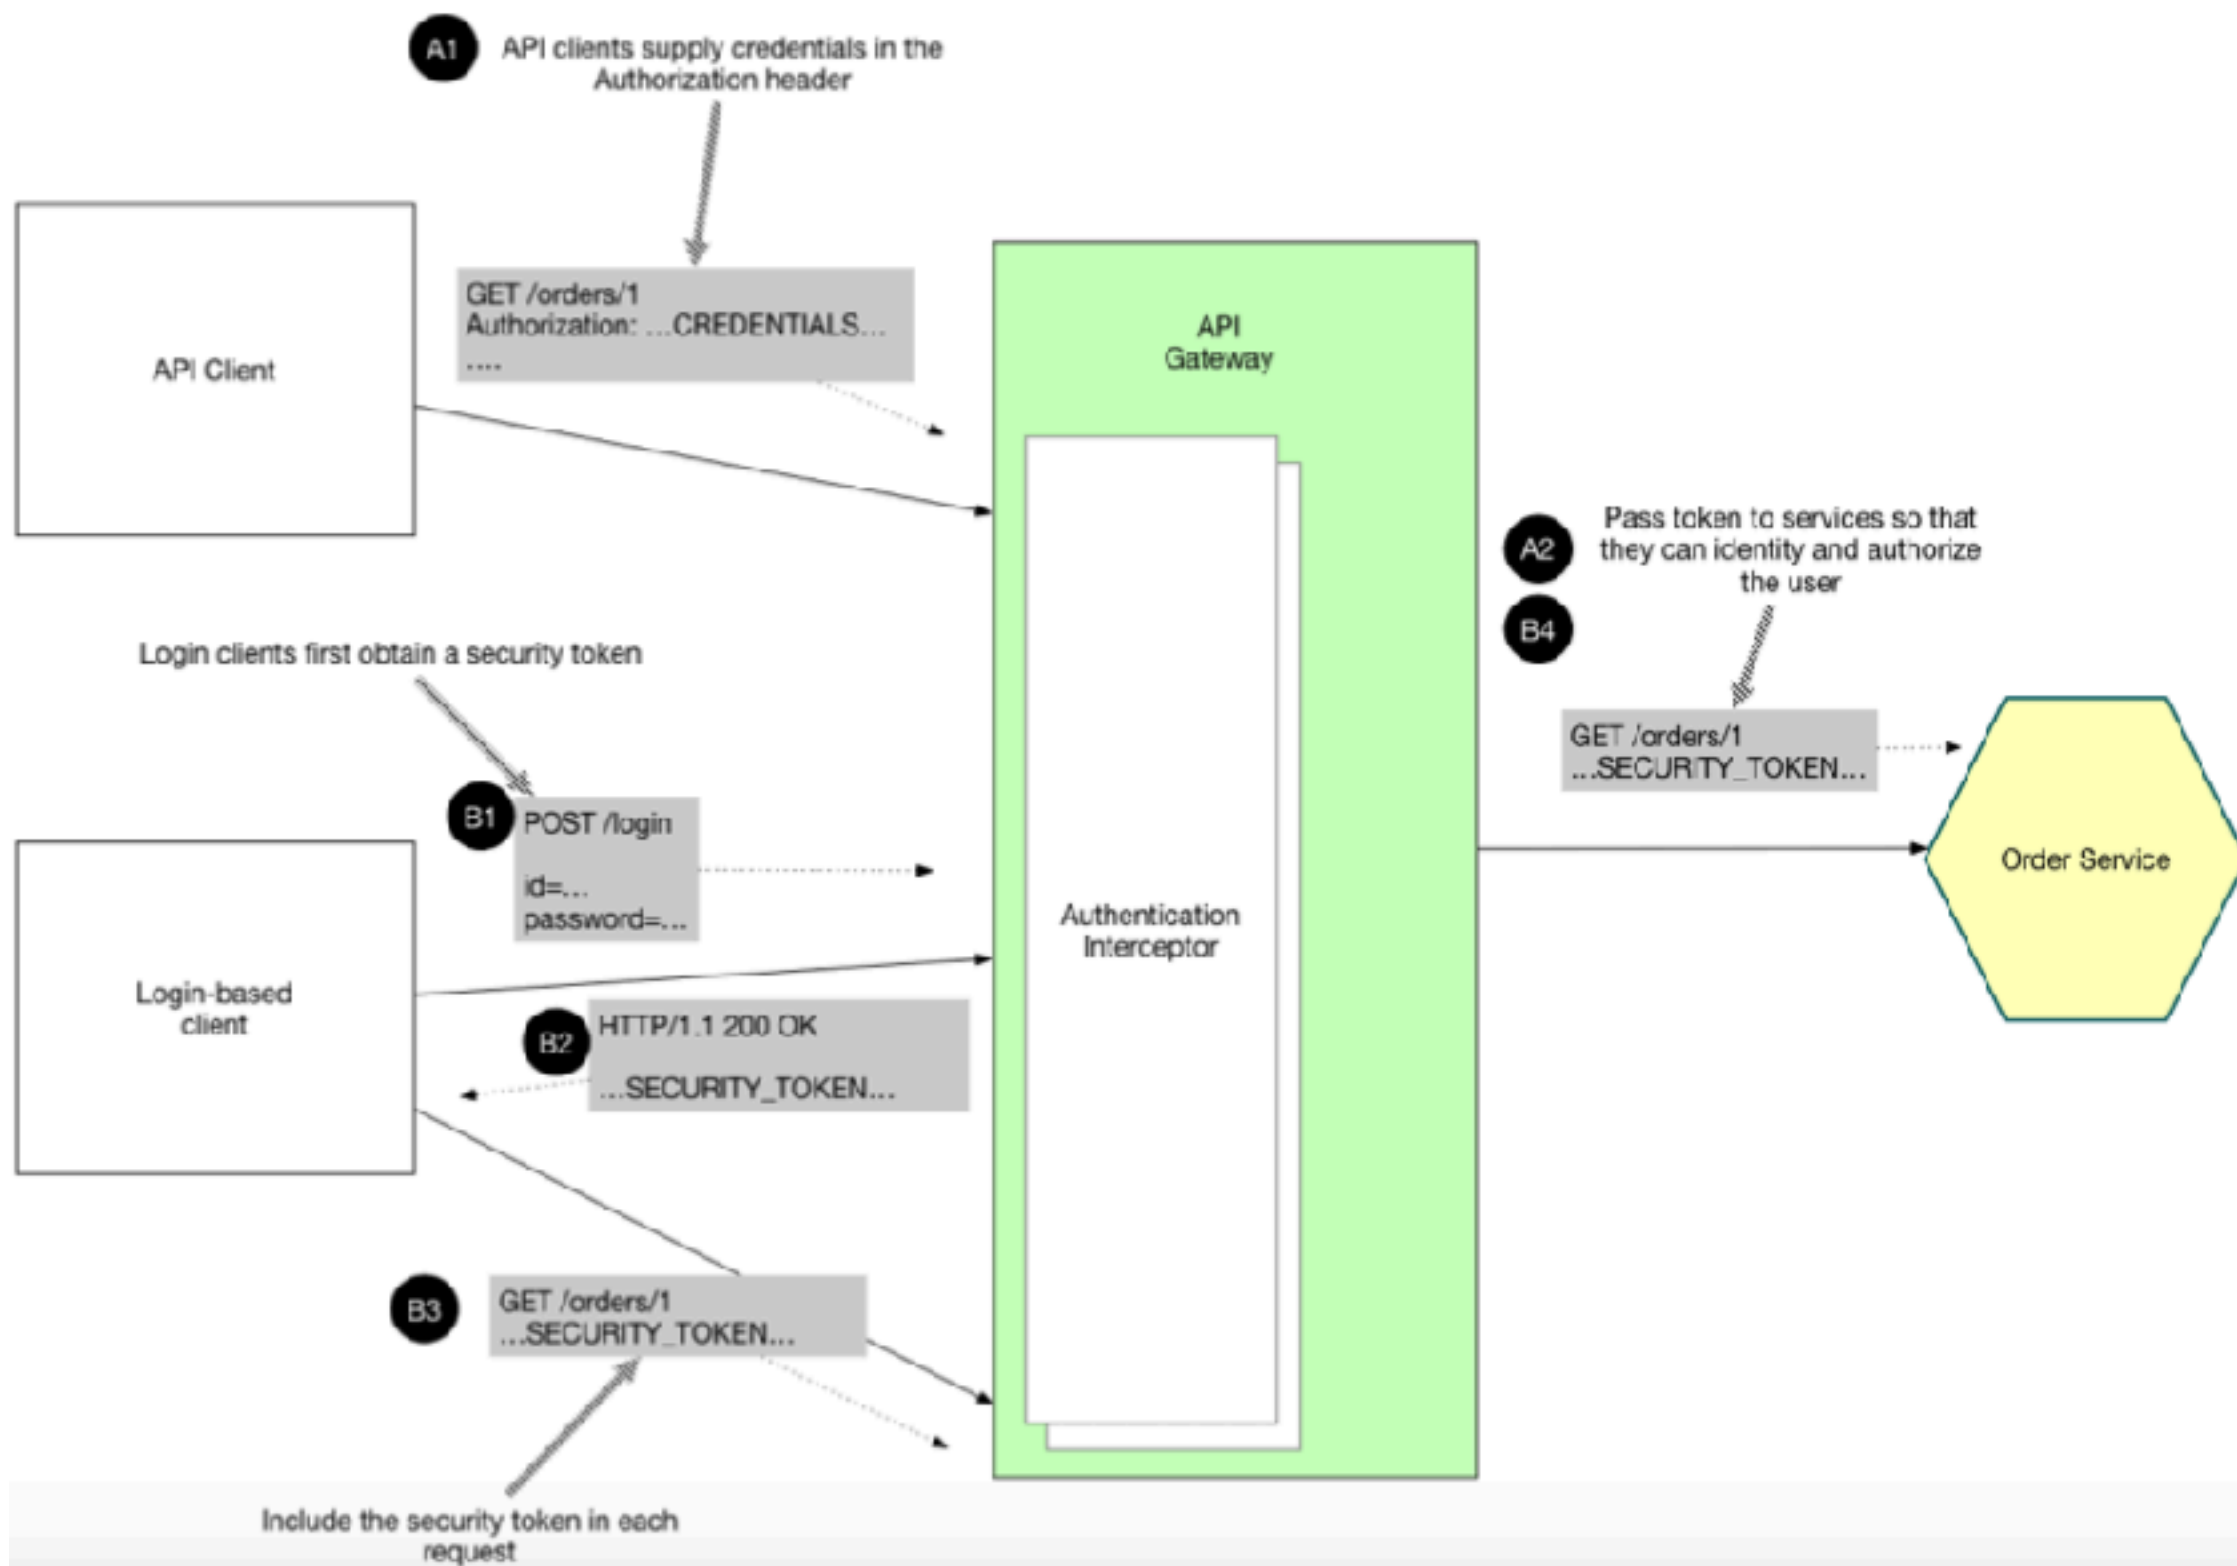 A1
API clients supply credentials in the
Authorization header
GET /orders/1
Authorization: ...CREDENTIALS...
....
API Client
API
Gateway
A2
B4
Pass token to services so that
they can identity and authorize
the user
GET /orders/1
...SECURITY_TOKEN...
Order Service
Login clients first obtain a security token
B1
POST /login
id=...
password=...
Login-based
client
Authentication
Interceptor
B2
HTTP/1.1 200 OK
...SECURITY_TOKEN...
B3
GET /orders/1
...SECURITY_TOKEN...
Include the security token in each
request